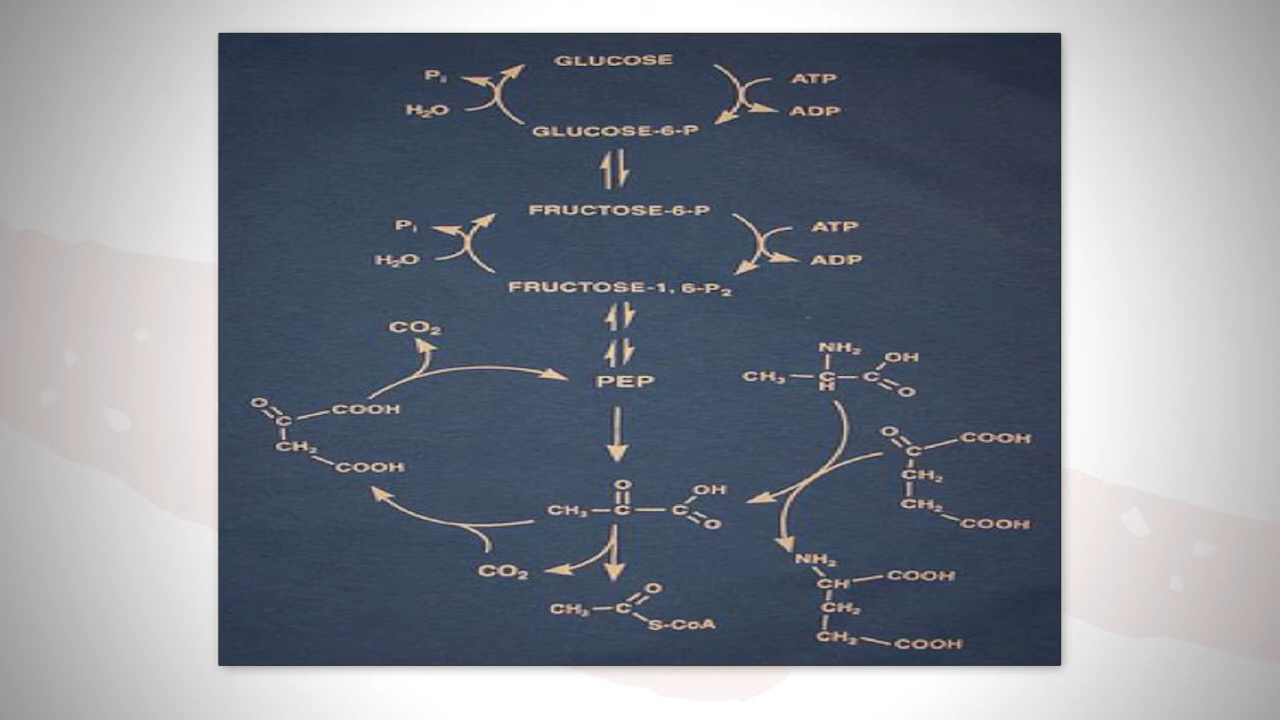 GLUCOSE
Pi
ATP
H₂O
ADP
GLUCOSE-6-P
FRUCTOSE-6-P
Pi
ATP
H₂O
ADP
FRUCTOSE-1, 6-P₂
CO₂
PEP
NH₂
OH
CH₃ C C
H
O
O
C COOH
CH₂
COOH
O
C COOH
CH₂
CH₂
COOH
O
OH
CH₃ C C
O
CO₂
NH₂
CH COOH
CH₂
CH₂ COOH
O
CH₃ C
S-CoA